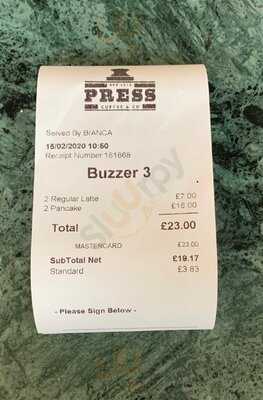 PRESS
COFFEE & CO
Served By BIANCA
15/02/2020 10:50
Receipt Number 161668
Buzzer 3
2 Regular Latte £7.00
2 Pancake £16.00
Total £23.00
MASTERCARD £23.00
SubTotal Net £19.17
Standard £3.83
- Please Sign Below -
sluurpy